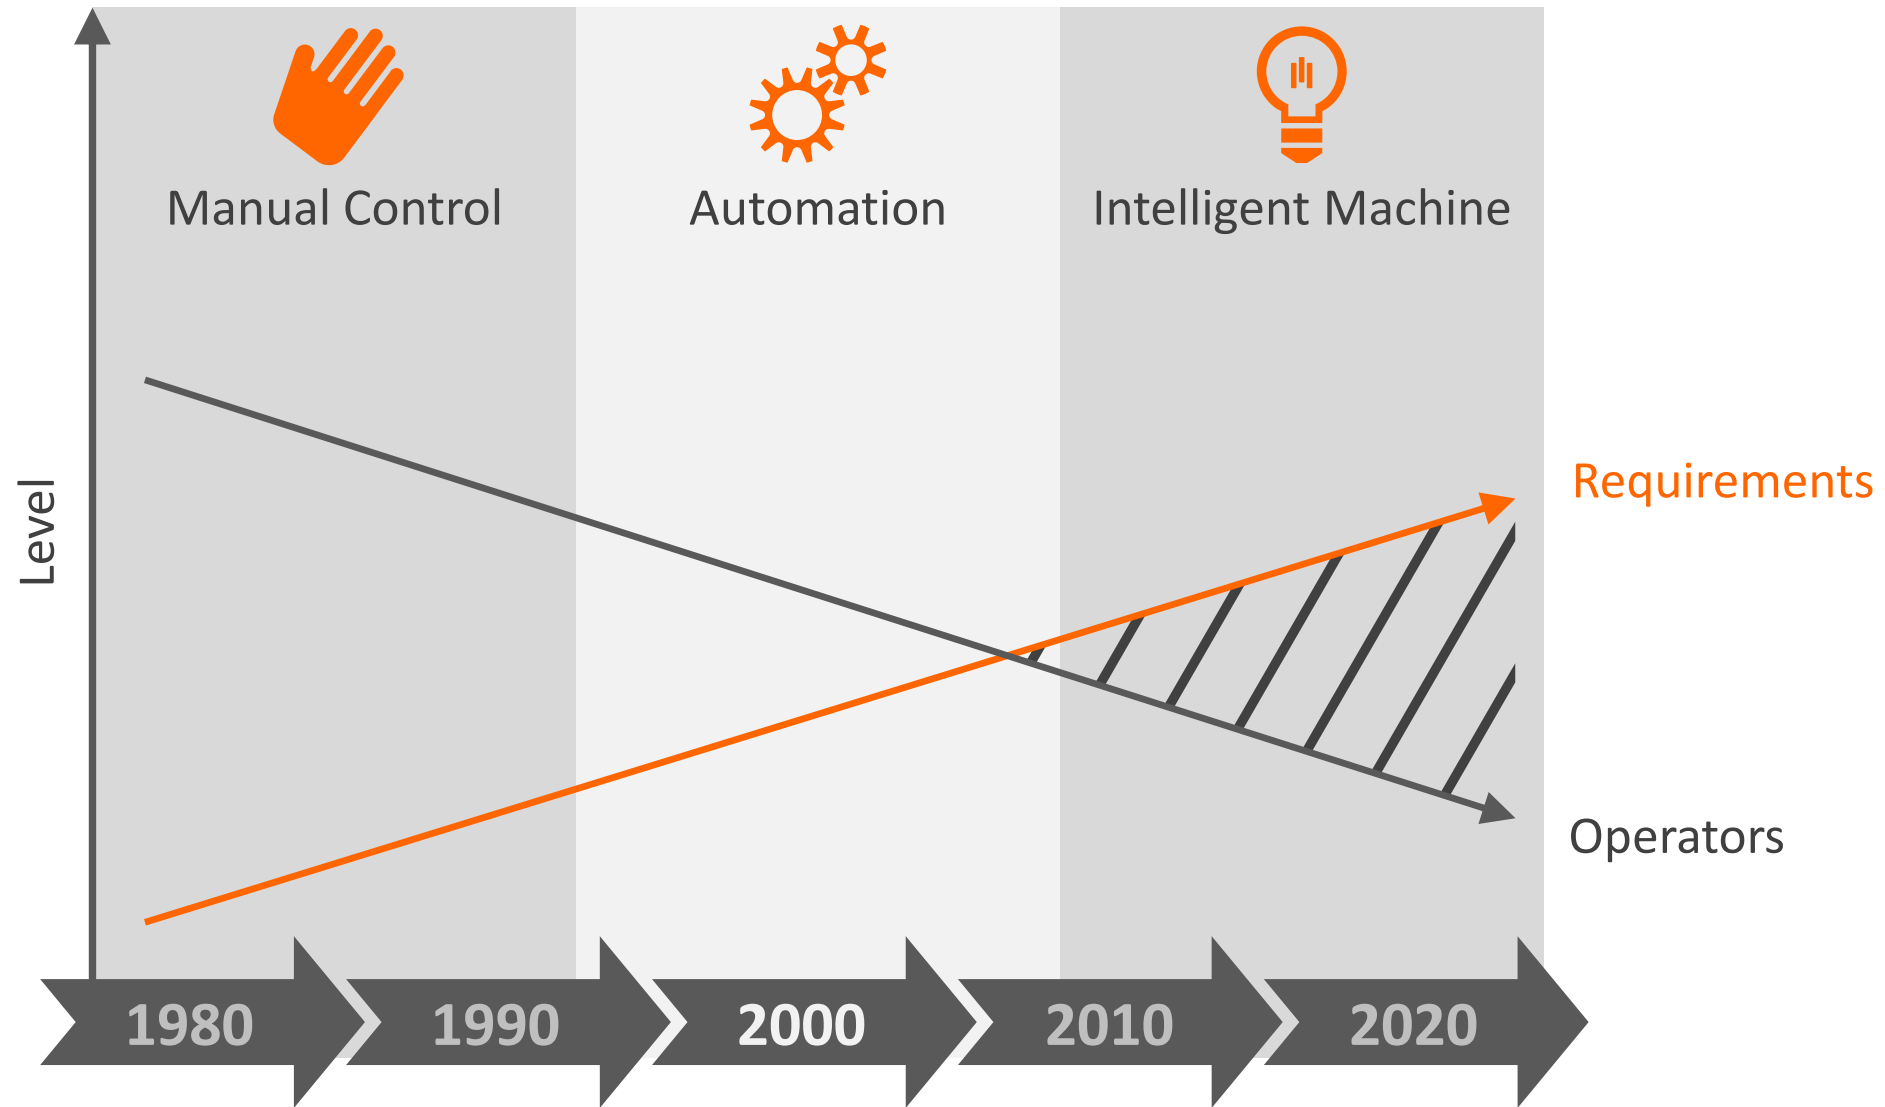 Manual Control
Automation
Intelligent Machine
Level
Requirements
Operators
1980
1990
2000
2010
2020